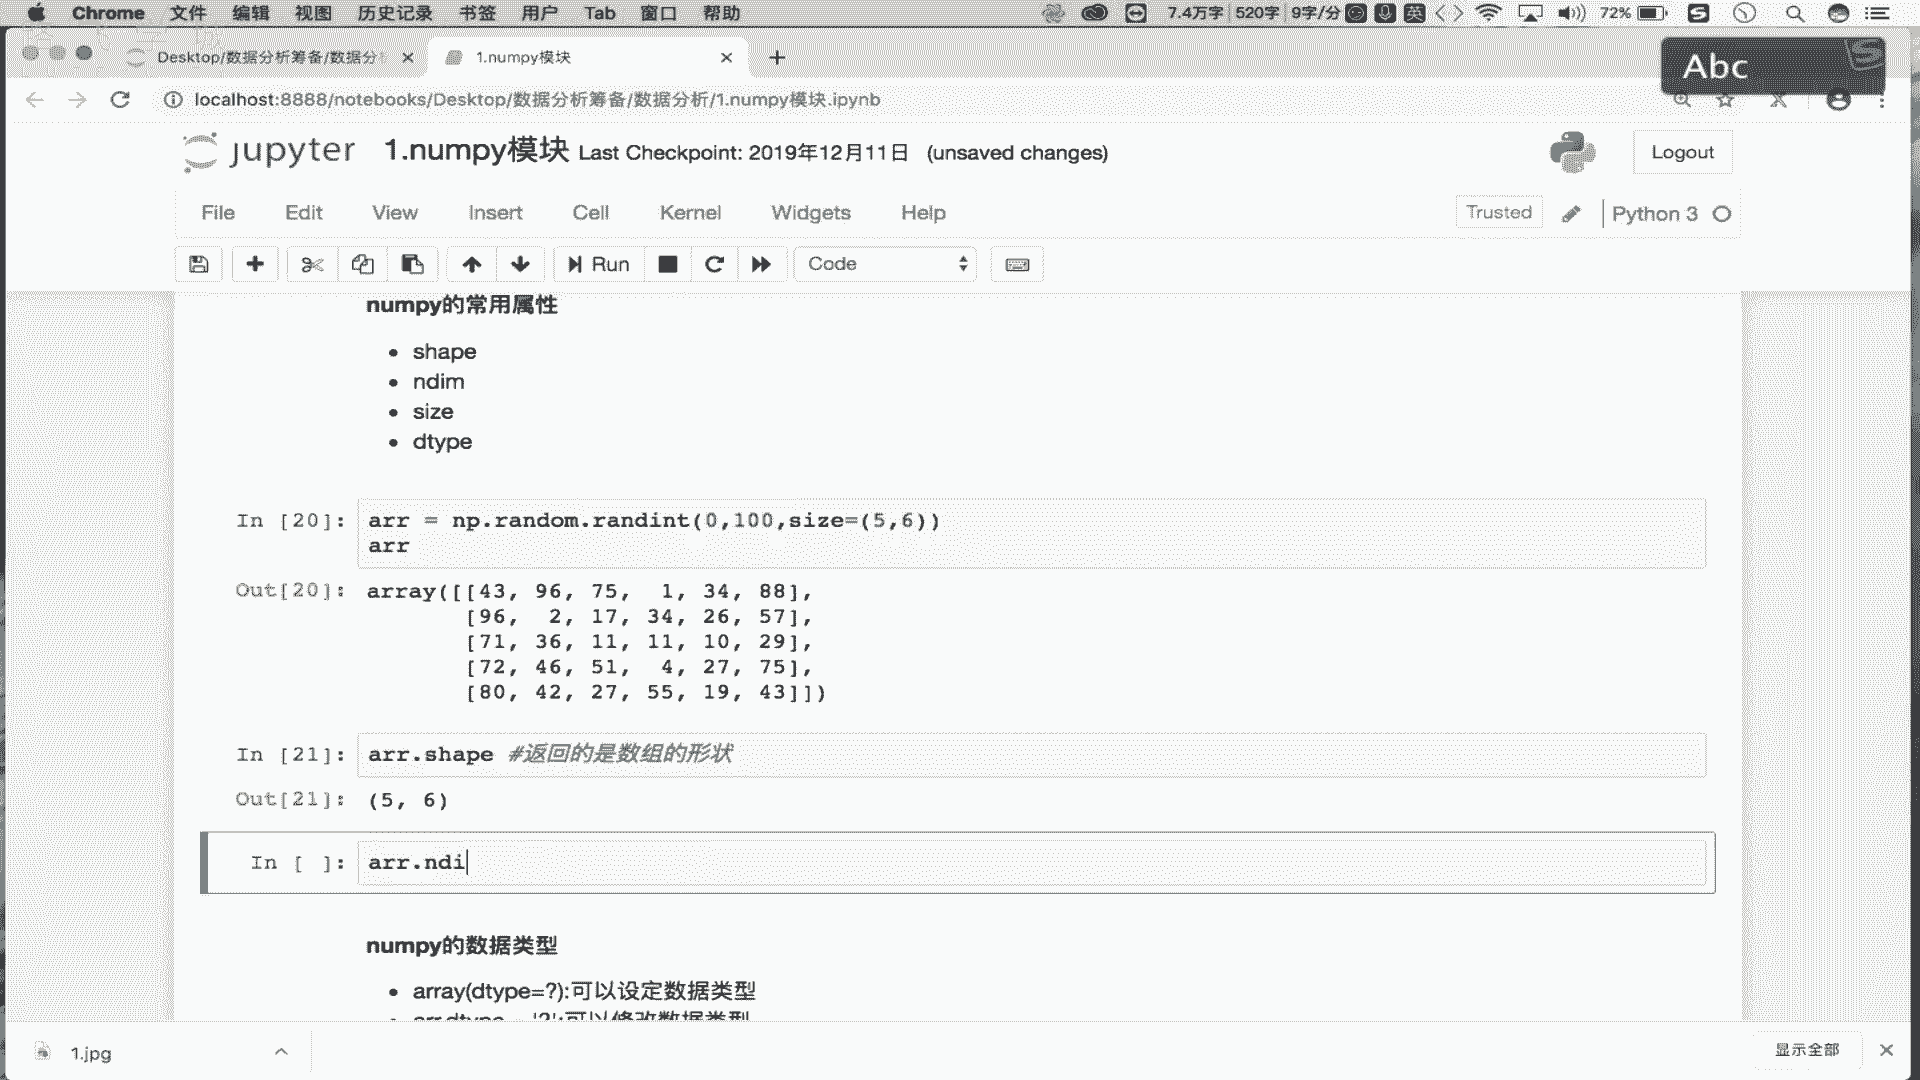 Chrome 文件 编辑 视图 历史记录 书签 用户 Tab 窗口 帮助 7.4万字 520字 9字/分 英 72%
Desktop/数据分析筹备/数据分 1.numpy模块
Abc
localhost:8888/notebooks/Desktop/数据分析筹备/数据分析/1.numpy模块.ipynb
jupyter 1.numpy模块 Last Checkpoint: 2019年12月11日 (unsaved changes)
Logout
File Edit View Insert Cell Kernel Widgets Help Trusted Python 3
Run Code
numpy的常用属性
• shape
• ndim
• size
• dtype
In [20]: arr = np.random.randint(0,100,size=(5,6))
arr
Out[20]: array([[43, 96, 75,  1, 34, 88],
[96,  2, 17, 34, 26, 57],
[71, 36, 11, 11, 10, 29],
[72, 46, 51,  4, 27, 75],
[80, 42, 27, 55, 19, 43]])
In [21]: arr.shape #返回的是数组的形状
Out[21]: (5, 6)
In [ ]: arr.ndi
numpy的数据类型
• array(dtype=?):可以设定数据类型
• arr.dtype = '?':可以修改数据类型
1.jpg
显示全部